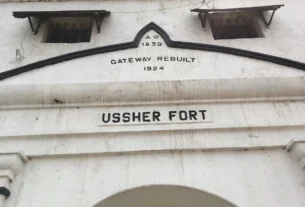 A D
1839
GATEWAY REBUILT
1924
USSHER FORT